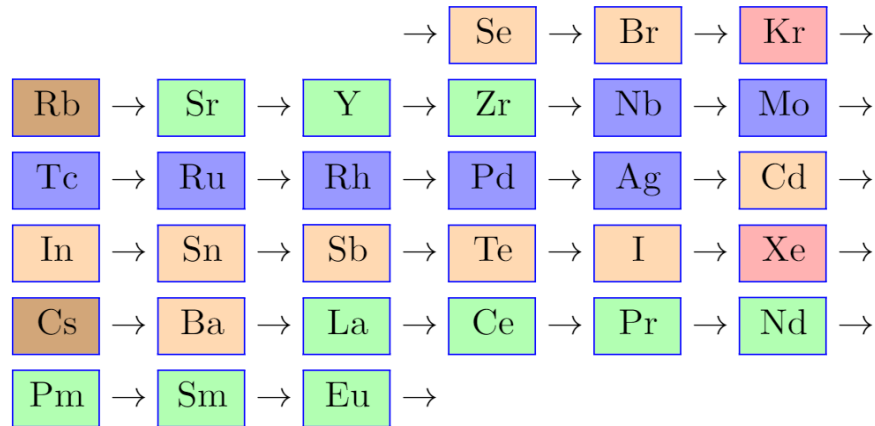 → Se → Br → Kr →
Rb → Sr → Y → Zr → Nb → Mo →
Tc → Ru → Rh → Pd → Ag → Cd →
In → Sn → Sb → Te → I → Xe →
Cs → Ba → La → Ce → Pr → Nd →
Pm → Sm → Eu →